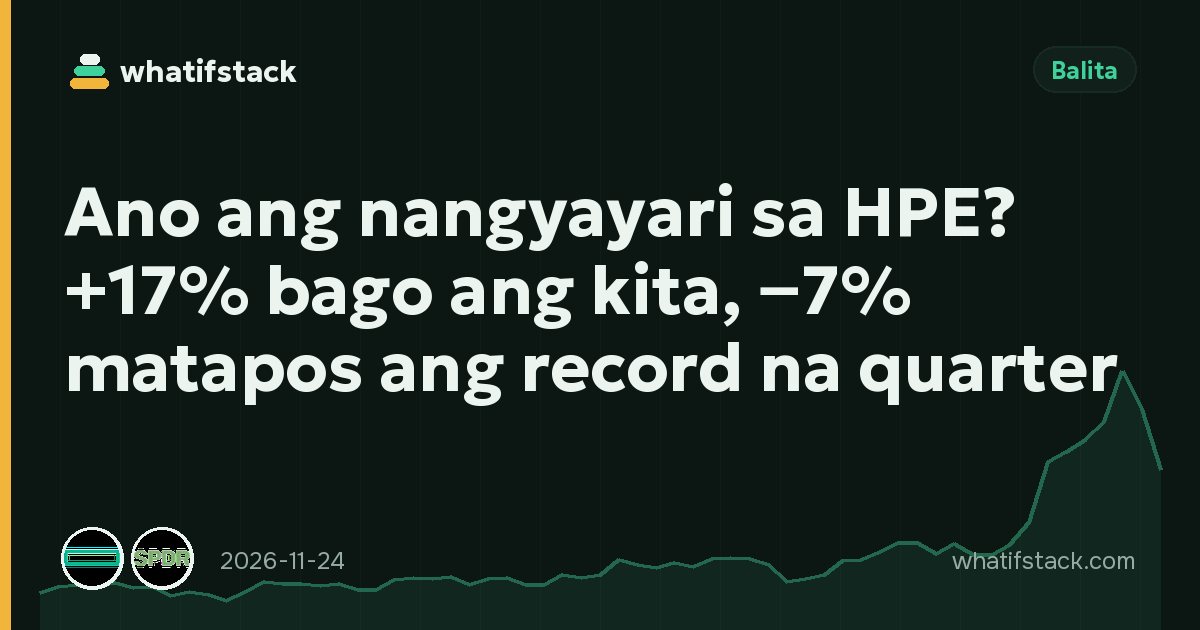 whatifstack
Balita
Ano ang nangyayari sa HPE?
+17% bago ang kita, −7%
matapos ang record na quarter
SPDR
2026-11-24
whatifstack.com